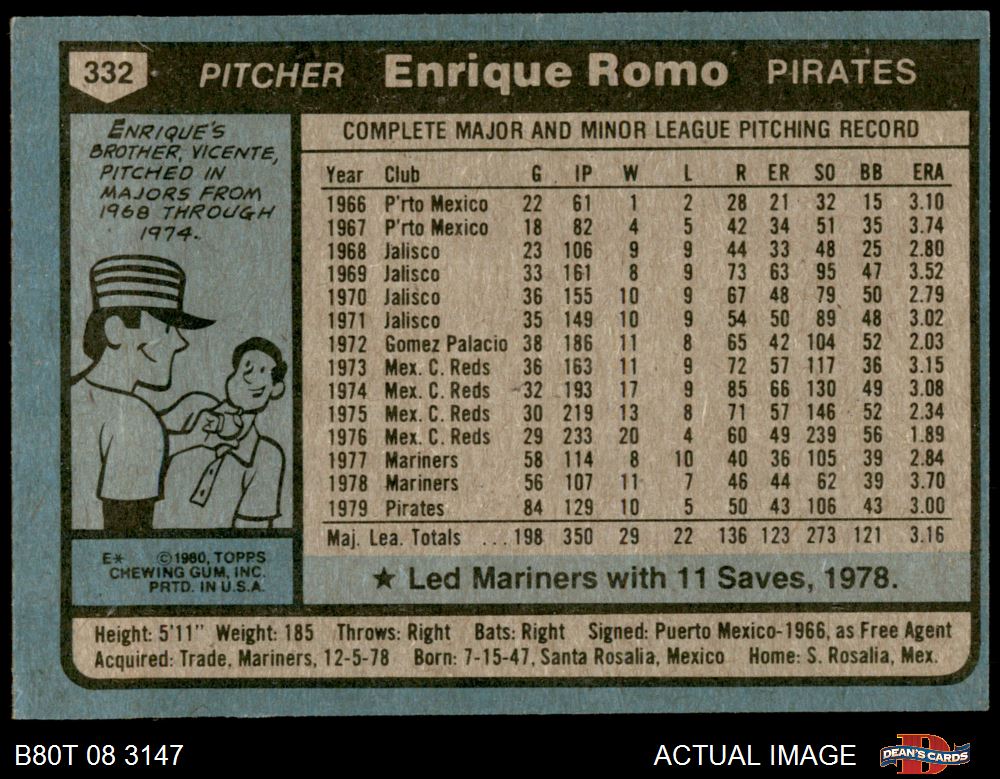 332 PITCHER Enrique Romo PIRATES
ENRIQUE'S
BROTHER, VICENTE,
PITCHED IN
MAJORS FROM
1968 THROUGH
1974.
COMPLETE MAJOR AND MINOR LEAGUE PITCHING RECORD
Year Club G IP W L R ER SO BB ERA
1966 P'rto Mexico 22 61 1 2 28 21 32 15 3.10
1967 P'rto Mexico 18 82 4 5 42 34 51 35 3.74
1968 Jalisco 23 106 9 9 44 33 48 25 2.80
1969 Jalisco 33 161 8 9 73 63 95 47 3.52
1970 Jalisco 36 155 10 9 67 48 79 50 2.79
1971 Jalisco 35 149 10 9 54 50 89 48 3.02
1972 Gomez Palacio 38 186 11 8 65 42 104 52 2.03
1973 Mex. C. Reds 36 163 11 9 72 57 117 36 3.15
1974 Mex. C. Reds 32 193 17 9 85 66 130 49 3.08
1975 Mex. C. Reds 30 219 13 8 71 57 146 52 2.34
1976 Mex. C. Reds 29 233 20 4 60 49 239 56 1.89
1977 Mariners 58 114 8 10 40 36 105 39 2.84
1978 Mariners 56 107 11 7 46 44 62 39 3.70
1979 Pirates 84 129 10 5 50 43 106 43 3.00
Maj. Lea. Totals ... 198 350 29 22 136 123 273 121 3.16
★ Led Mariners with 11 Saves, 1978.
E* ©1980, TOPPS
CHEWING GUM, INC.
PRTD. IN U.S.A.
Height: 5'11" Weight: 185 Throws: Right Bats: Right Signed: Puerto Mexico-1966, as Free Agent
Acquired: Trade, Mariners, 12-5-78 Born: 7-15-47, Santa Rosalia, Mexico Home: S. Rosalia, Mex.
B80T 08 3147 ACTUAL IMAGE DEAN'S CARDS